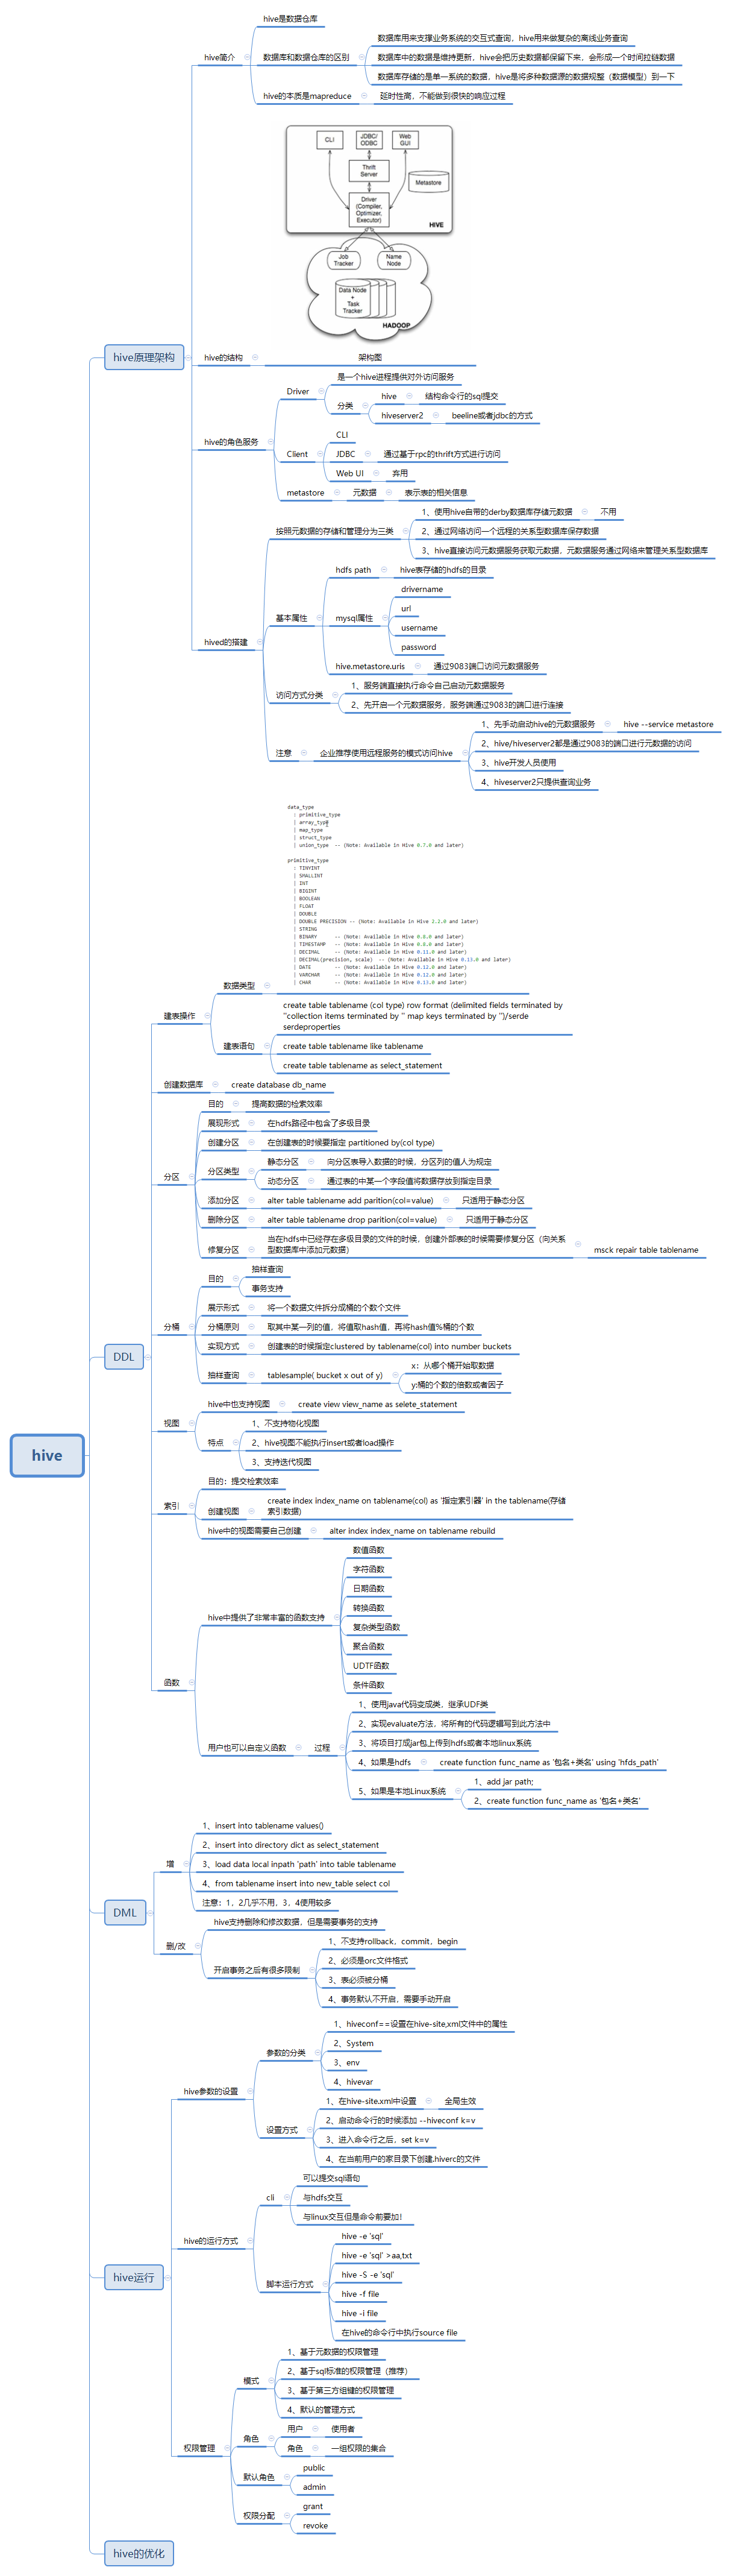 hive
hive原理架构
hive简介
hive是数据仓库
数据库和数据仓库的区别
数据库用来支撑业务系统的交互式查询，hive用来做复杂的离线业务查询
数据库中的数据是维持更新，hive会把历史数据都保留下来，会形成一个时间拉链数据
数据库存储的是单一系统的数据，hive是将多种数据源的数据规整（数据模型）到一下
hive的本质是mapreduce
延时性高，不能做到很快的响应过程
CLI
JDBC/
ODBC
Web
GUI
Thrift
Server
Metastore
Driver
(Compiler,
Optimizer,
Executor)
HIVE
Job
Tracker
Name
Node
Data Node
+
Task
Tracker
HADOOP
hive的结构
架构图
hive的角色服务
Driver
是一个hive进程提供对外访问服务
分类
hive
结构命令行的sql提交
hiveserver2
beeline或者jdbc的方式
Client
CLI
JDBC
通过基于rpc的thrift方式进行访问
Web UI
弃用
metastore
元数据
表示表的相关信息
hived的搭建
按照元数据的存储和管理分为三类
1、使用hive自带的derby数据库存储元数据
不用
2、通过网络访问一个远程的关系型数据库保存数据
3、hive直接访问元数据服务获取元数据，元数据服务通过网络来管理关系型数据库
基本属性
hdfs path
hive表存储的hdfs的目录
mysql属性
drivername
url
username
password
hive.metastore.uris
通过9083端口访问元数据服务
访问方式分类
1、服务端直接执行命令自己启动元数据服务
2、先开启一个元数据服务，服务端通过9083的端口进行连接
注意
企业推荐使用远程服务的模式访问hive
1、先手动启动hive的元数据服务
hive --service metastore
2、hive/hiveserver2都是通过9083的端口进行元数据的访问
3、hive开发人员使用
4、hiveserver2只提供查询业务
DDL
建表操作
数据类型
data_type
: primitive_type
| array_type
| map_type
| struct_type
| union_type -- (Note: Available in Hive 0.7.0 and later)
primitive_type
: TINYINT
| SMALLINT
| INT
| BIGINT
| BOOLEAN
| FLOAT
| DOUBLE
| DOUBLE PRECISION -- (Note: Available in Hive 2.2.0 and later)
| STRING
| BINARY -- (Note: Available in Hive 0.8.0 and later)
| TIMESTAMP -- (Note: Available in Hive 0.8.0 and later)
| DECIMAL -- (Note: Available in Hive 0.11.0 and later)
| DECIMAL(precision, scale) -- (Note: Available in Hive 0.13.0 and later)
| DATE -- (Note: Available in Hive 0.12.0 and later)
| VARCHAR -- (Note: Available in Hive 0.12.0 and later)
| CHAR -- (Note: Available in Hive 0.13.0 and later)
建表语句
create table tablename (col type) row format (delimited fields terminated by
''collection items terminated by '' map keys terminated by '')/serde
serdeproperties
create table tablename like tablename
create table tablename as select_statement
创建数据库
create database db_name
分区
目的
提高数据的检索效率
展现形式
在hdfs路径中包含了多级目录
创建分区
在创建表的时候要指定 partitioned by(col type)
分区类型
静态分区
向分区表导入数据的时候，分区列的值人为规定
动态分区
通过表的中某一个字段值将数据存放到指定目录
添加分区
alter table tablename add parition(col=value)
只适用于静态分区
删除分区
alter table tablename drop parition(col=value)
只适用于静态分区
修复分区
当在hdfs中已经存在多级目录的文件的时候，创建外部表的时候需要修复分区（向关系
型数据库中添加元数据）
msck repair table tablename
分桶
目的
抽样查询
事务支持
展示形式
将一个数据文件拆分成桶的个数个文件
分桶原则
取其中某一列的值，将值取hash值，再将hash值%桶的个数
实现方式
创建表的时候指定clustered by tablename(col) into number buckets
抽样查询
tablesample( bucket x out of y)
x：从哪个桶开始取数据
y:桶的个数的倍数或者因子
视图
hive中也支持视图
create view view_name as selete_statement
特点
1、不支持物化视图
2、hive视图不能执行insert或者load操作
3、支持迭代视图
索引
目的：提交检索效率
创建视图
create index index_name on tablename(col) as '指定索引器' in the tablename(存储
索引数据)
hive中的视图需要自己创建
alter index index_name on tablename rebuild
函数
hive中提供了非常丰富的函数支持
数值函数
字符函数
日期函数
转换函数
复杂类型函数
聚合函数
UDTF函数
条件函数
用户也可以自定义函数
过程
1、使用java代码变成类，继承UDF类
2、实现evaluate方法，将所有的代码逻辑写到此方法中
3、将项目打成jar包上传到hdfs或者本地linux系统
4、如果是hdfs
create function func_name as '包名+类名' using 'hfds_path'
5、如果是本地Linux系统
1、add jar path;
2、create function func_name as '包名+类名'
DML
增
1、insert into tablename values()
2、insert into directory dict as select_statement
3、load data local inpath 'path' into table tablename
4、from tablename insert into new_table select col
注意：1，2几乎不用，3，4使用较多
删/改
hive支持删除和修改数据，但是需要事务的支持
开启事务之后有很多限制
1、不支持rollback，commit，begin
2、必须是orc文件格式
3、表必须被分桶
4、事务默认不开启，需要手动开启
hive运行
hive参数的设置
参数的分类
1、hiveconf==设置在hive-site,xml文件中的属性
2、System
3、env
4、hivevar
设置方式
1、在hive-site.xml中设置
全局生效
2、启动命令行的时候添加 --hiveconf k=v
3、进入命令行之后，set k=v
4、在当前用户的家目录下创建.hiverc的文件
hive的运行方式
cli
可以提交sql语句
与hdfs交互
与linux交互但是命令前要加!
脚本运行方式
hive -e 'sql'
hive -e 'sql' >aa,txt
hive -S -e 'sql'
hive -f file
hive -i file
在hive的命令行中执行source file
权限管理
模式
1、基于元数据的权限管理
2、基于sql标准的权限管理（推荐）
3、基于第三方组键的权限管理
4、默认的管理方式
角色
用户
使用者
角色
一组权限的集合
默认角色
public
admin
权限分配
grant
revoke
hive的优化